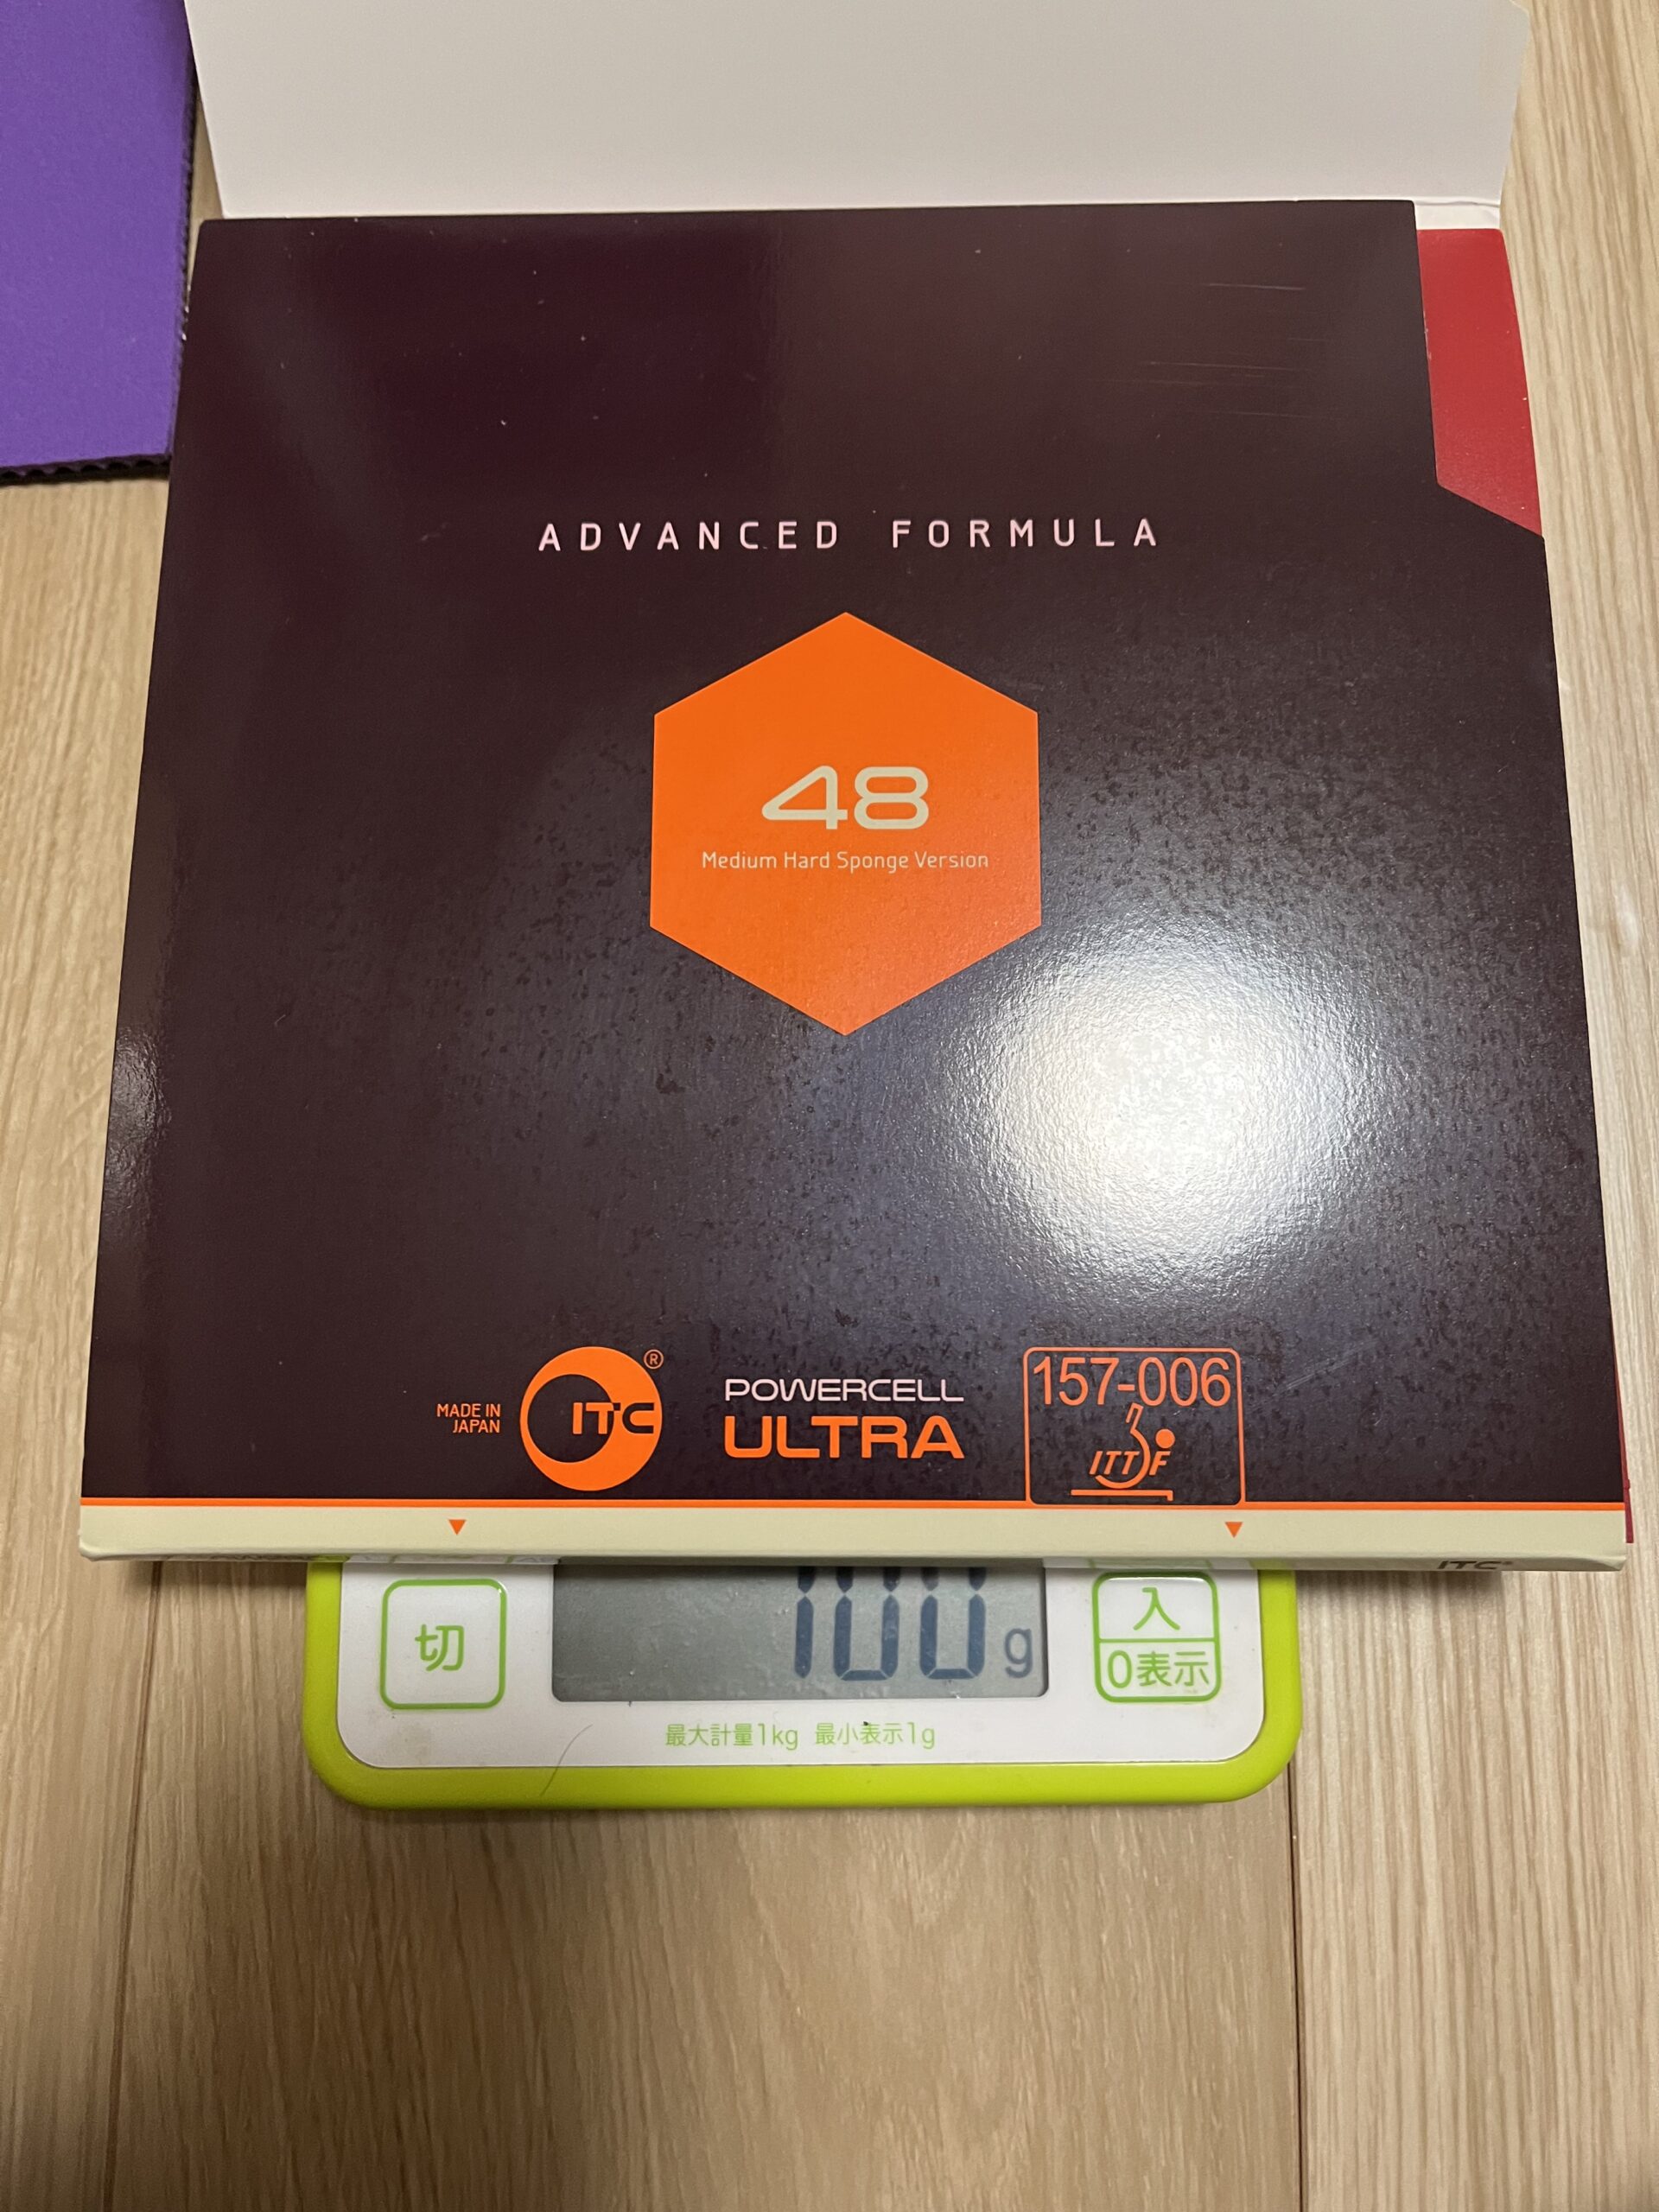 ADVANCED FORMULA
48
Medium Hard Sponge Version
MADE IN
JAPAN
ITC
®
POWERCELL
ULTRA
157-006
ITTF
ITC
100 g
切
入
0表示
最大計量1kg 最小表示1g